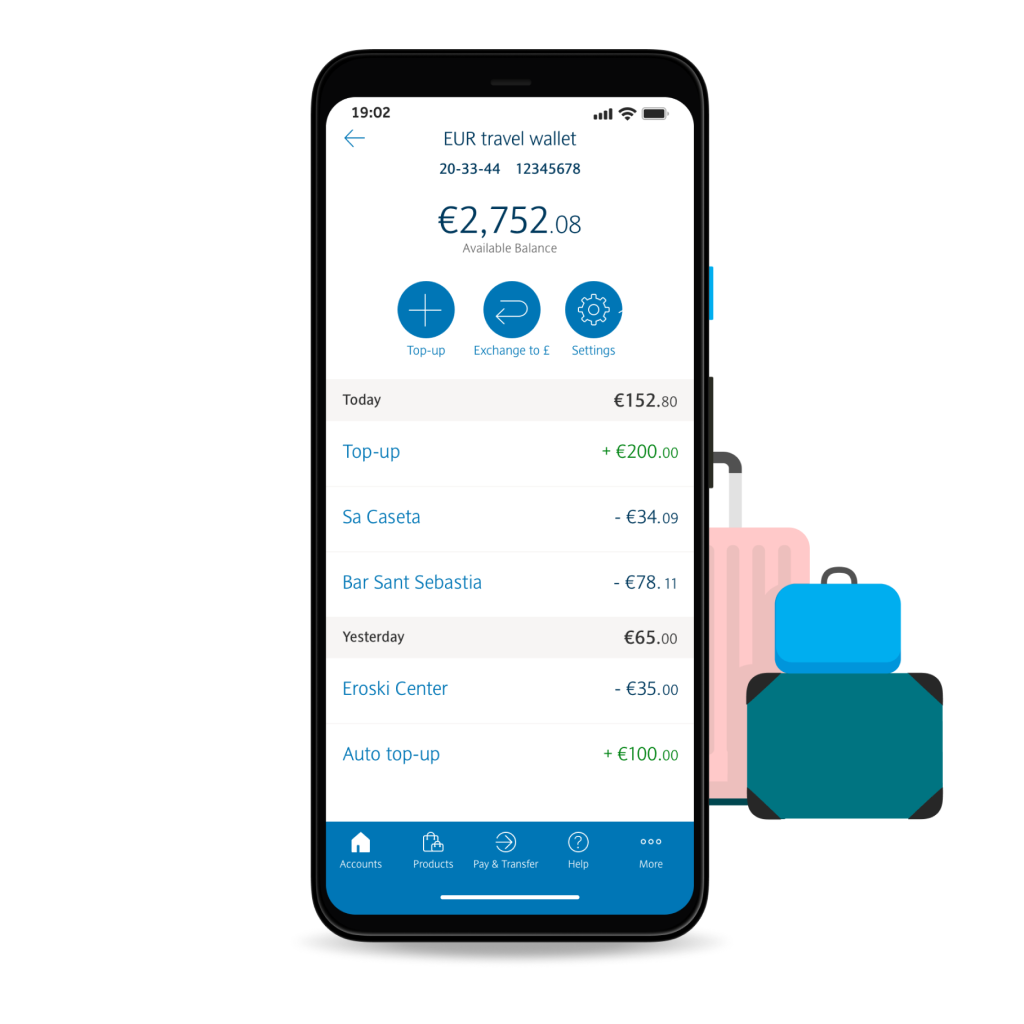 19:02
EUR travel wallet
20-33-44 12345678
€2,752.08
Available Balance
Top-up Exchange to £ Settings
Today €152.80
Top-up + €200.00
Sa Caseta - €34.09
Bar Sant Sebastia - €78.11
Yesterday €65.00
Eroski Center - €35.00
Auto top-up + €100.00
Accounts Products Pay & Transfer Help More